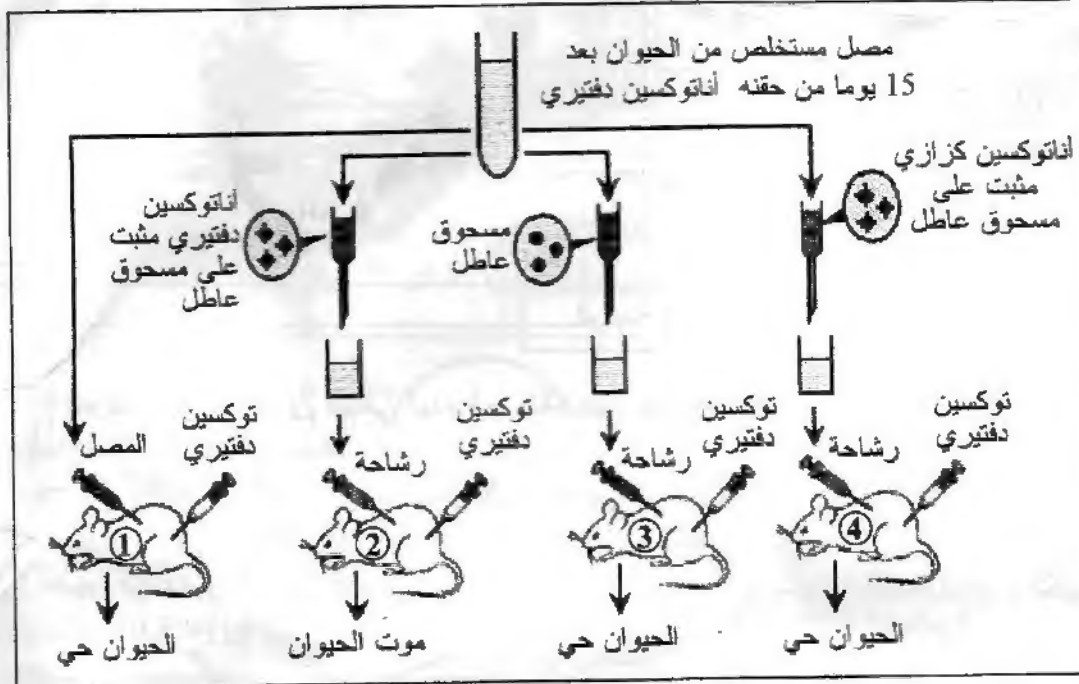 مصل مستخلص من الحيوان بعد
15 يوما من حقنه أناتوكسين دفتيري
أناتوكسين كزازي
مثبت على
مسحوق عاطل
مسحوق
عاطل
أناتوكسين
دفتيري مثبت
على مسحوق
عاطل
توكسين
دفتيري
رشاحة
توكسين
دفتيري
رشاحة
توكسين
دفتيري
رشاحة
توكسين
دفتيري
المصل
④
③
②
①
الحيوان حي
الحيوان حي
موت الحيوان
الحيوان حي